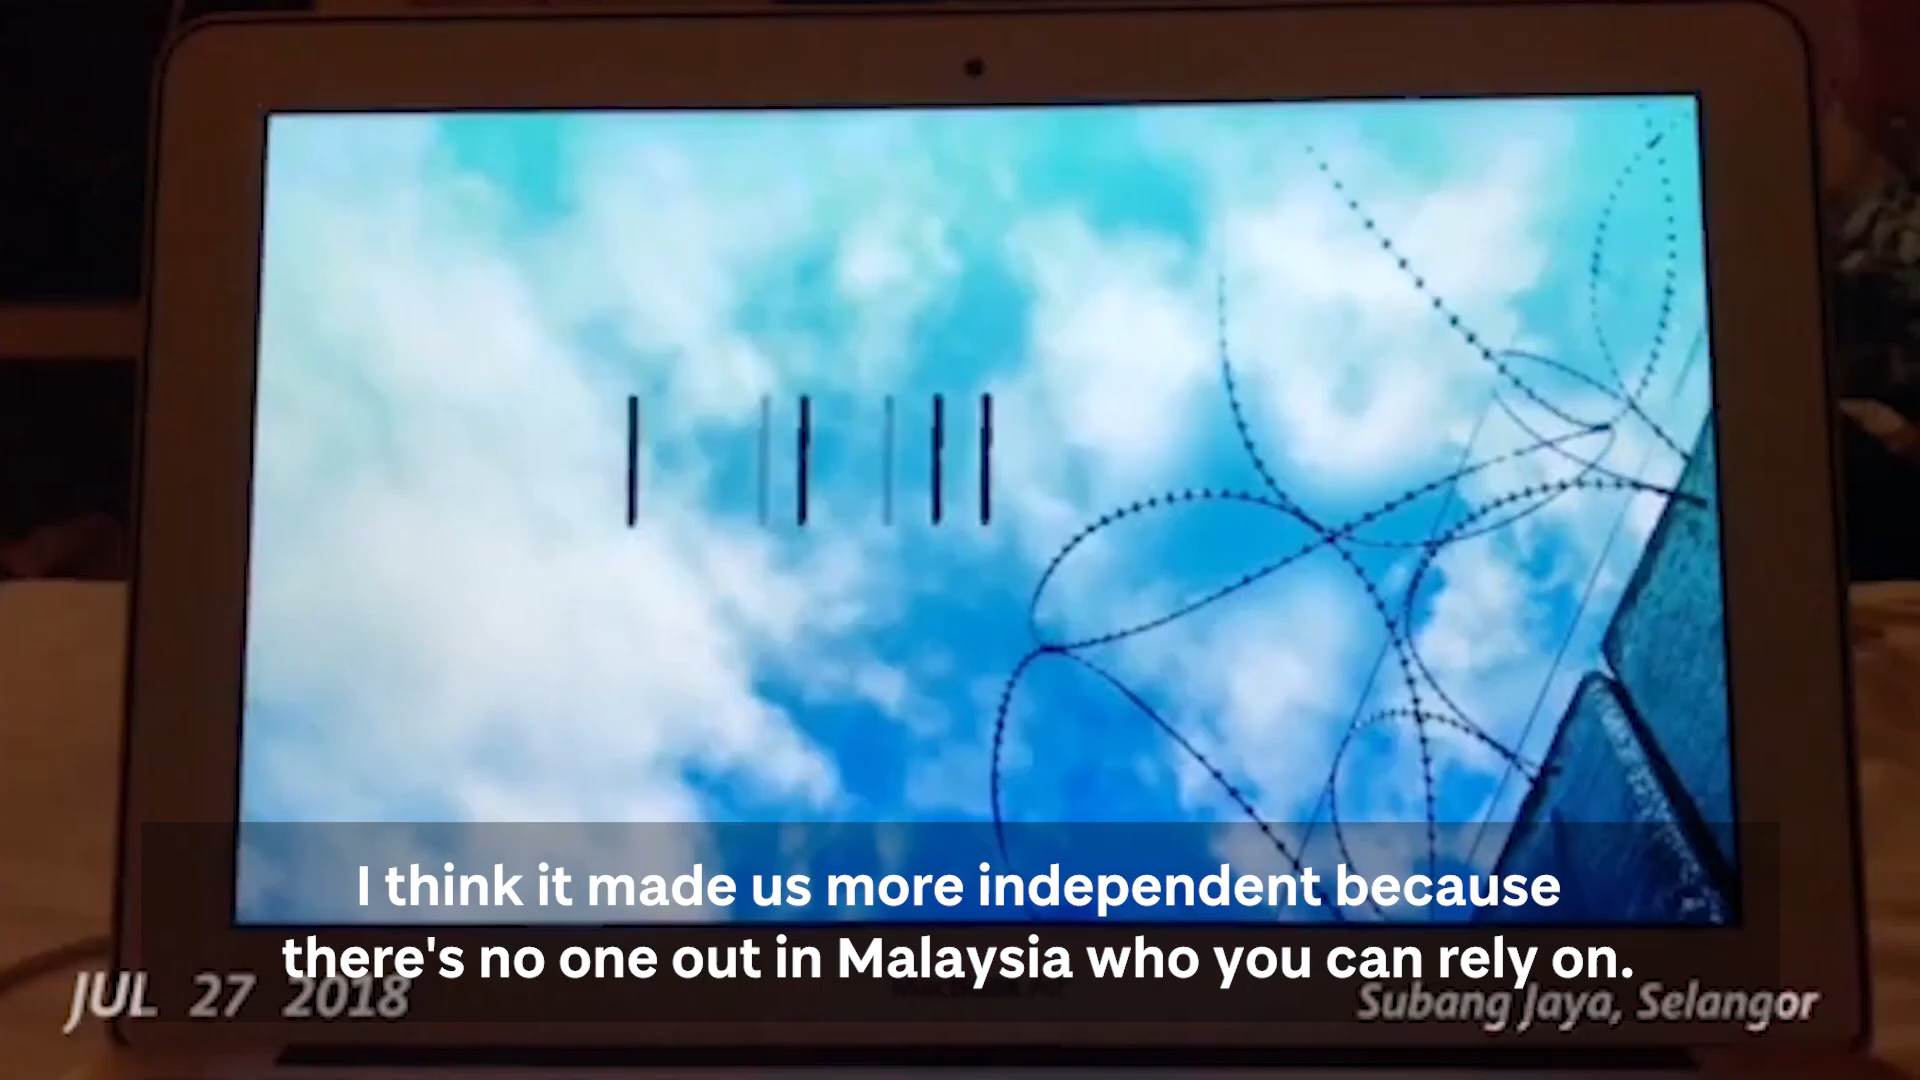 I think it made us more independent because
there's no one out in Malaysia who you can rely on.
JUL 27 2018
Subang Jaya, Selangor